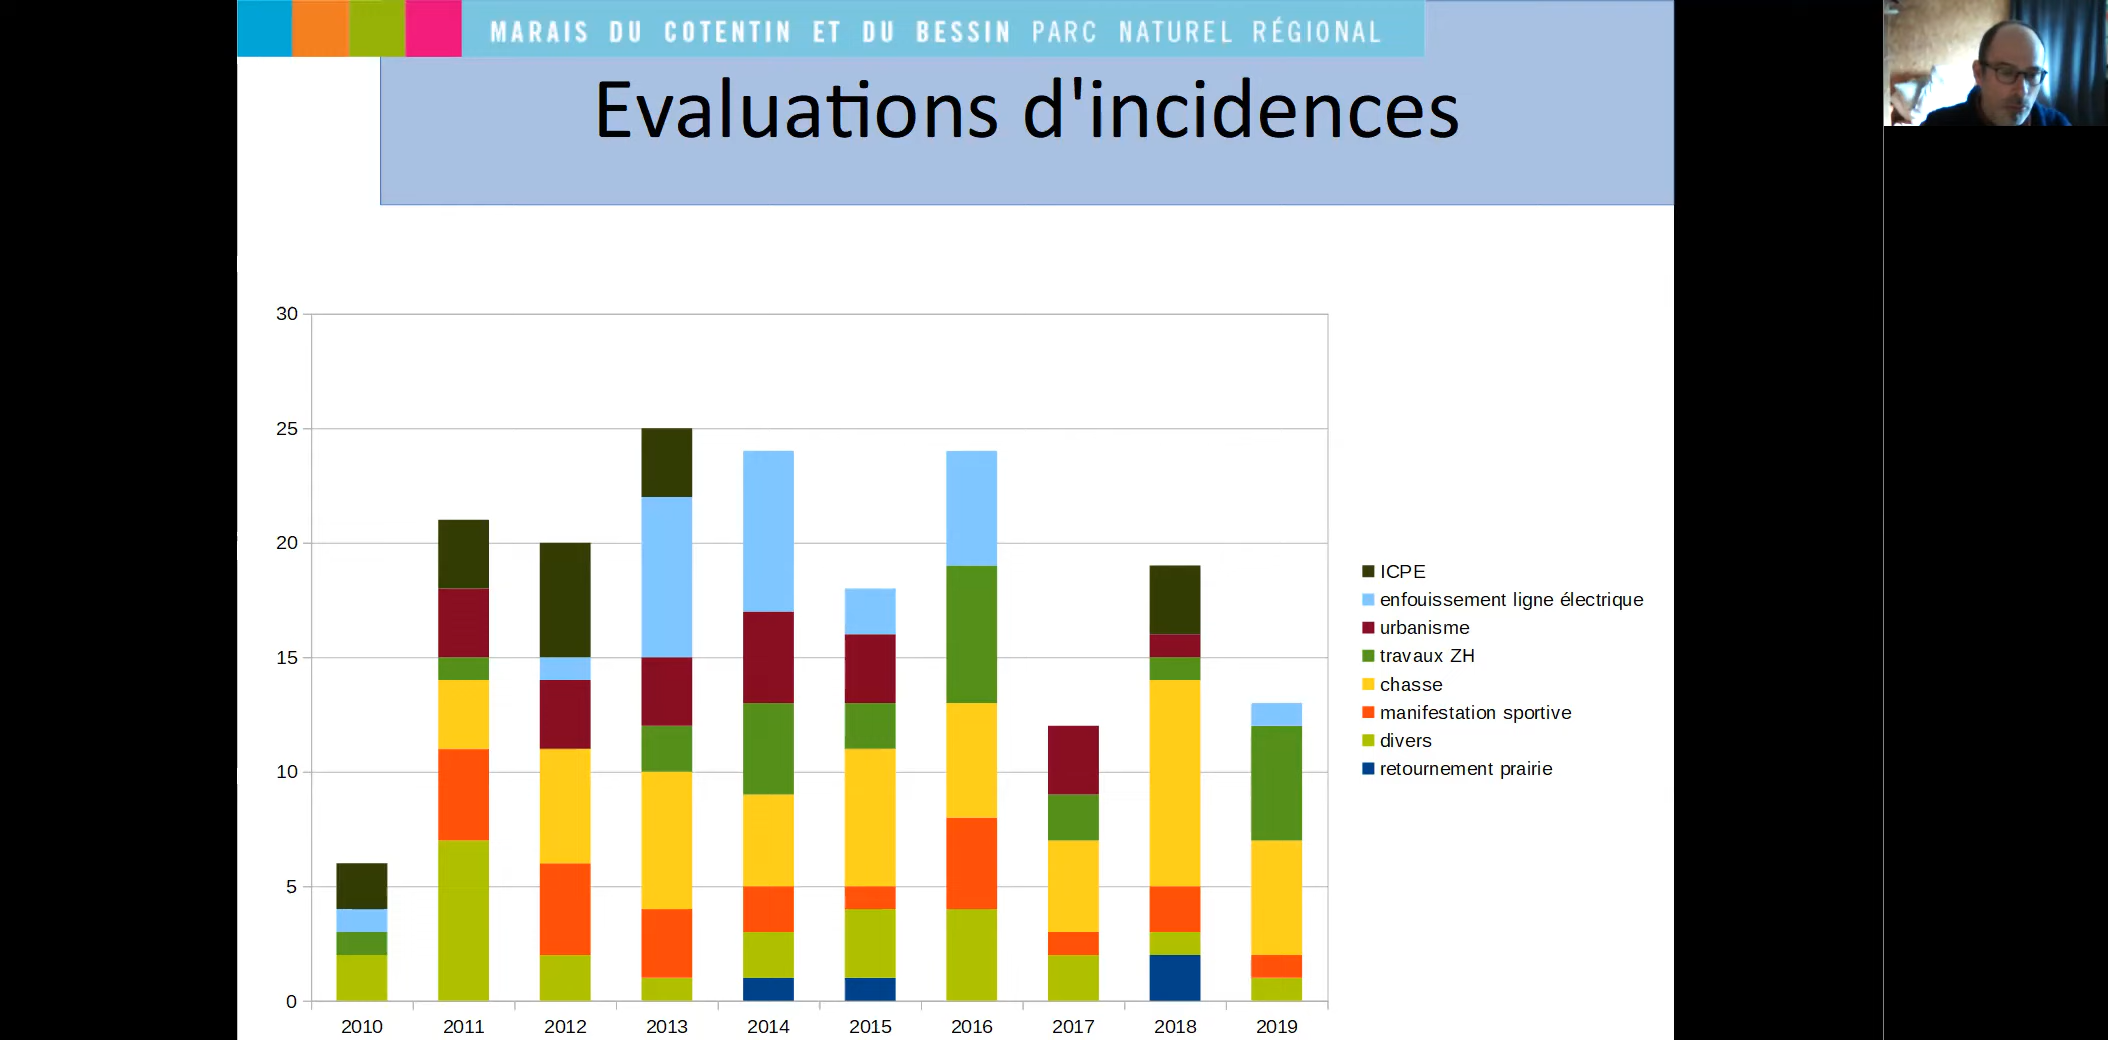 MARAIS DU COTENTIN ET DU BESSIN PARC NATUREL RÉGIONAL
Evaluations d'incidences
30
25
20
15
10
5
0
2010 2011 2012 2013 2014 2015 2016 2017 2018 2019
ICPE
enfouissement ligne électrique
urbanisme
travaux ZH
chasse
manifestation sportive
divers
retournement prairie